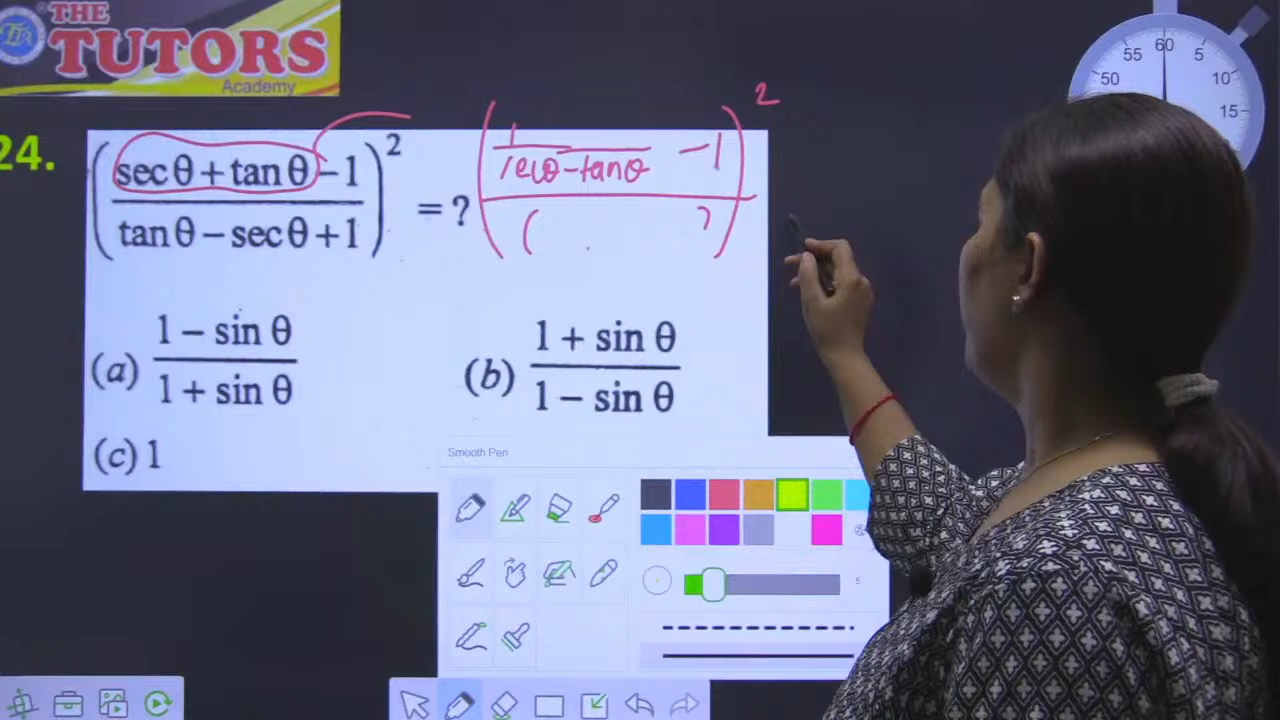 THE
TUTORS
Academy
24.
(sec θ + tan θ − 1 / tan θ − sec θ + 1)² = ?
(1 / secθ − tanθ − 1 / ( ))²
(a) 1 − sin θ / 1 + sin θ
(b) 1 + sin θ / 1 − sin θ
(c) 1
Smooth Pen
5
50 55 60 5 10 15